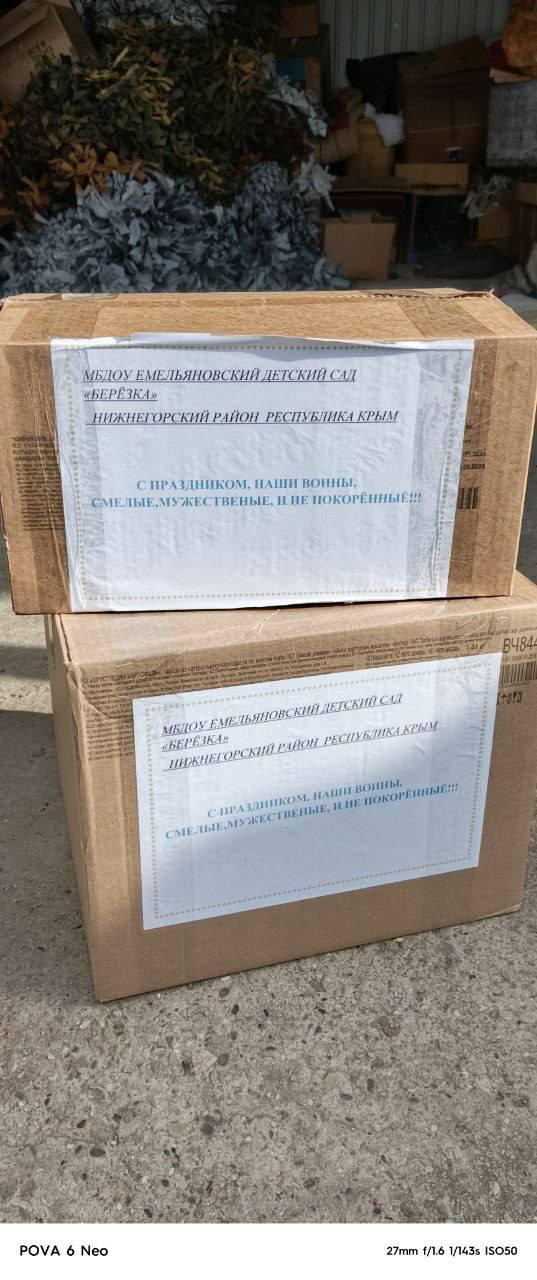 МБДОУ ЕМЕЛЬЯНОВСКИЙ ДЕТСКИЙ САД
«БЕРЁЗКА»
НИЖНЕГОРСКИЙ РАЙОН РЕСПУБЛИКА КРЫМ
С ПРАЗДНИКОМ, НАШИ ВОИНЫ,
СМЕЛЫЕ,МУЖЕСТВЕНЫЕ, И НЕ ПОКОРЁННЫЕ!!!
МБДОУ ЕМЕЛЬЯНОВСКИЙ ДЕТСКИЙ САД
«БЕРЁЗКА»
НИЖНЕГОРСКИЙ РАЙОН РЕСПУБЛИКА КРЫМ
С ПРАЗДНИКОМ, НАШИ ВОИНЫ,
СМЕЛЫЕ,МУЖЕСТВЕНЫЕ, И НЕ ПОКОРЁННЫЕ!!!
POVA 6 Neo
27mm f/1.6 1/143s ISO50